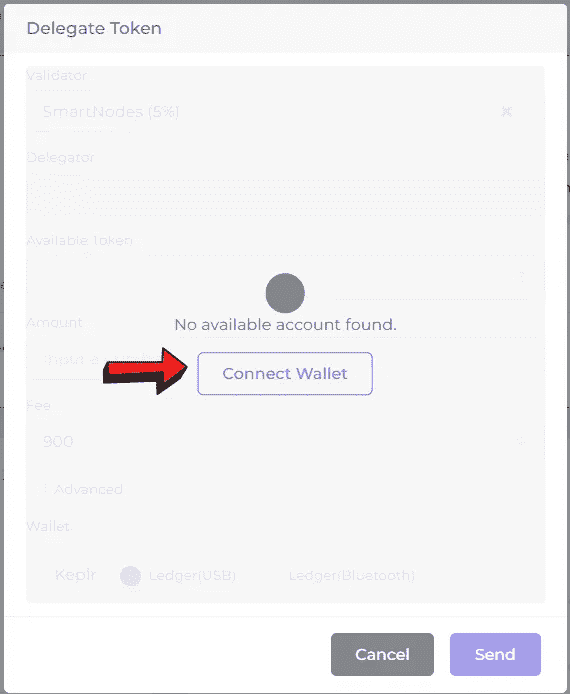 Delegate Token
Validator
SmartNodes (5%)
Delegator
Available Token
No available account found.
Amount
Connect Wallet
Fee
900
Advanced
Wallet
Keplr Ledger(USB) Ledger(Bluetooth)
Cancel Send